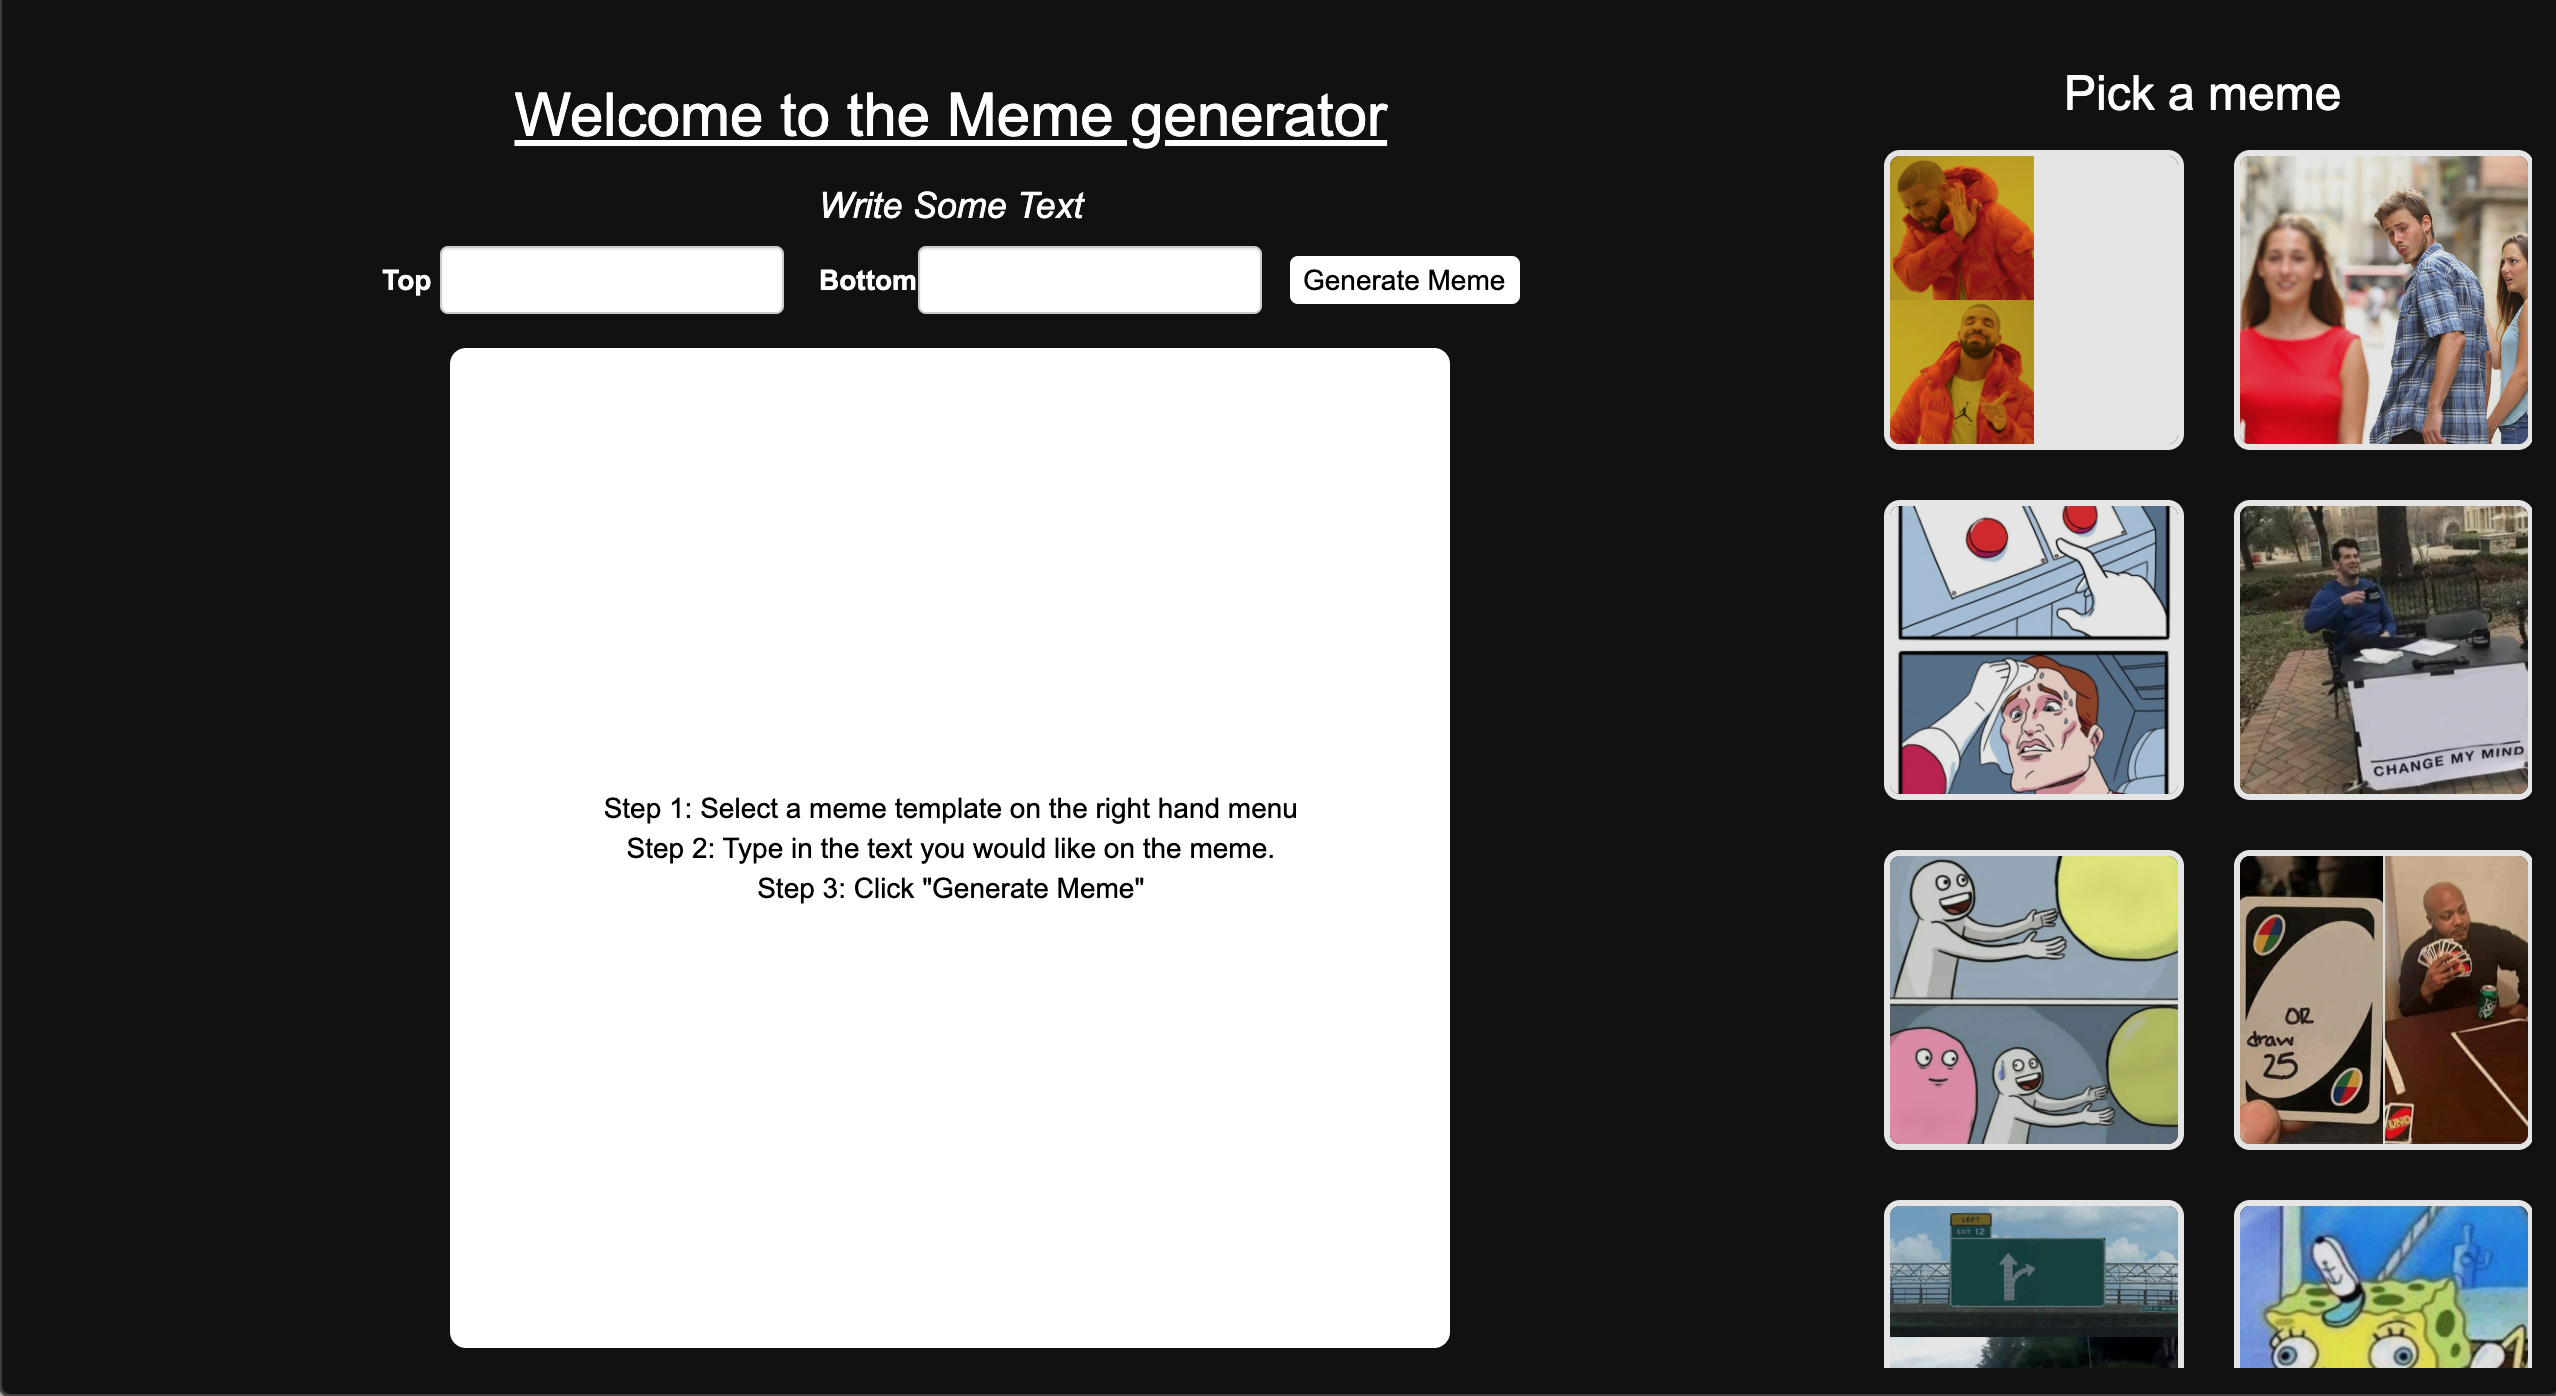 Welcome to the Meme generator
Write Some Text
Top
Bottom
Generate Meme
Step 1: Select a meme template on the right hand menu
Step 2: Type in the text you would like on the meme.
Step 3: Click "Generate Meme"
Pick a meme
CHANGE MY MIND
OR
draw
25
UNO
LEFT
EXIT 12